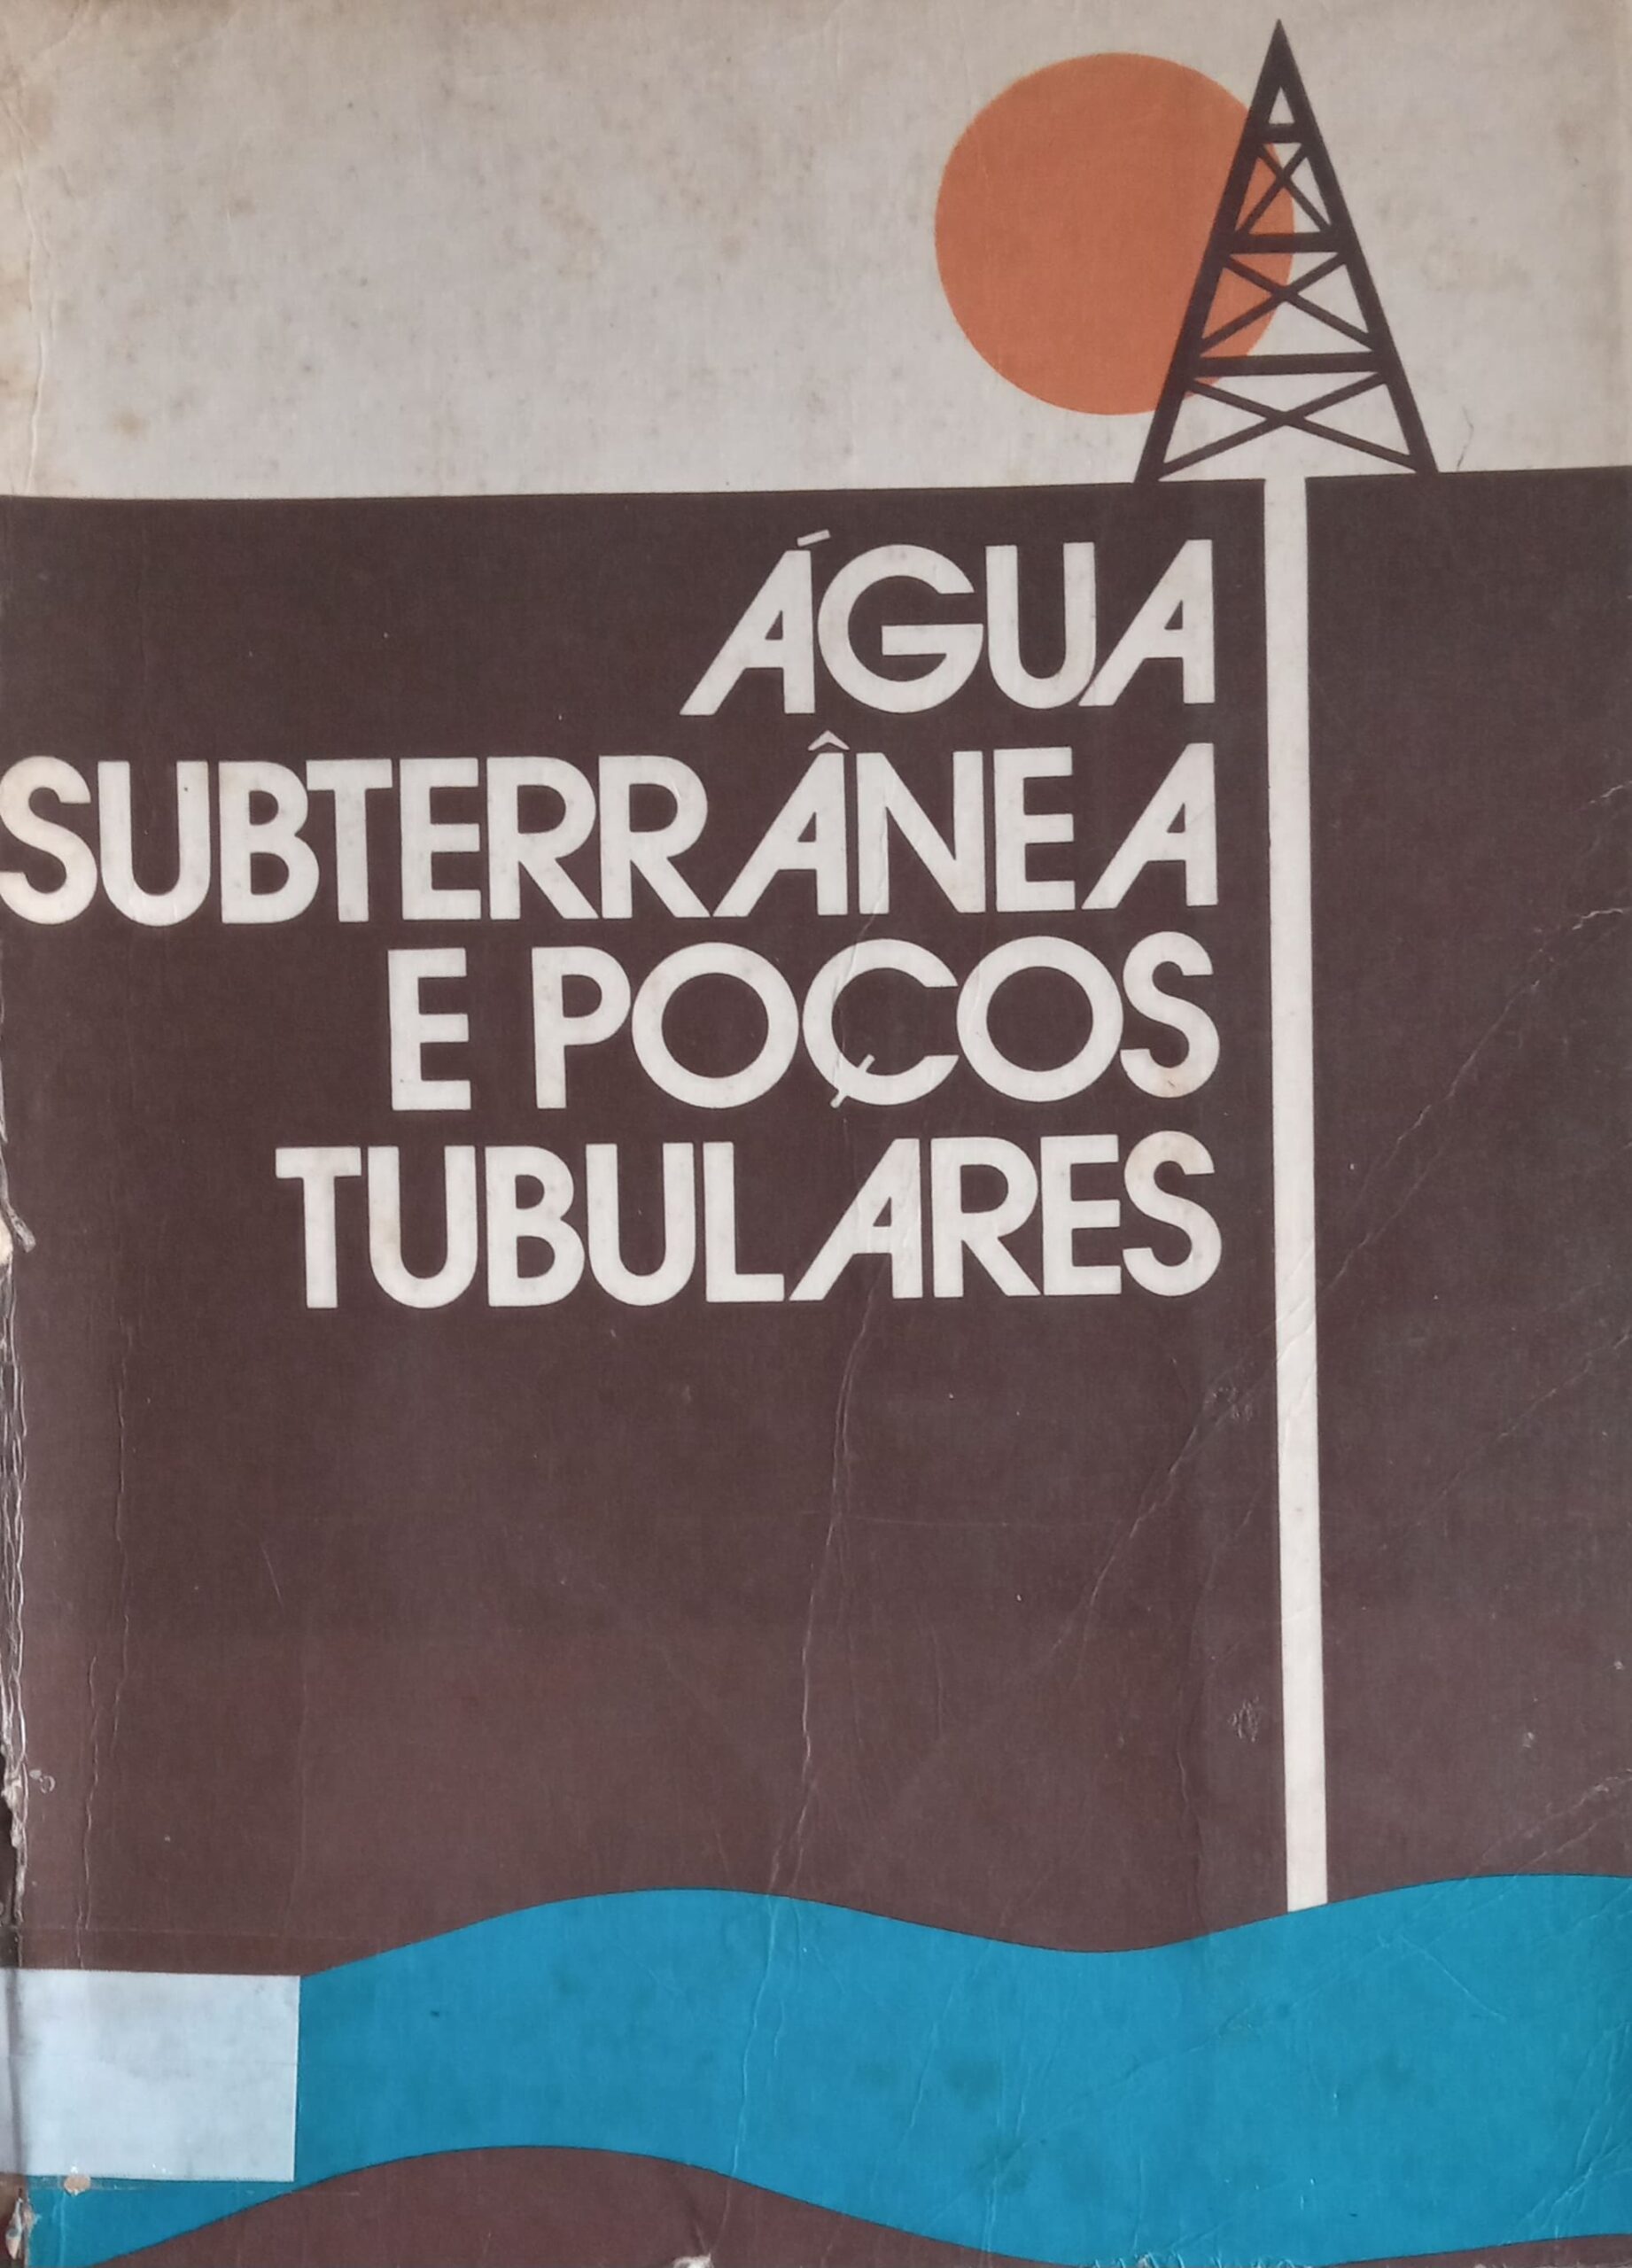 ÁGUA
SUBTERRÂNEA
E POÇOS
TUBULARES